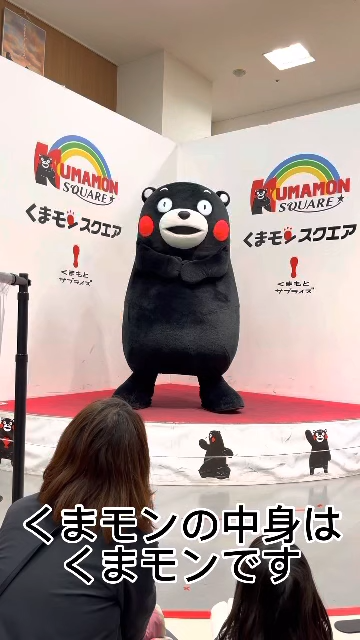 KUMAMON
SQUARE
くまモンスクエア
くまもと
サプライズ
KUMAMON
SQUARE
くまモンスクエア
くまもと
サプライズ
くまモンの中身は
くまモンです